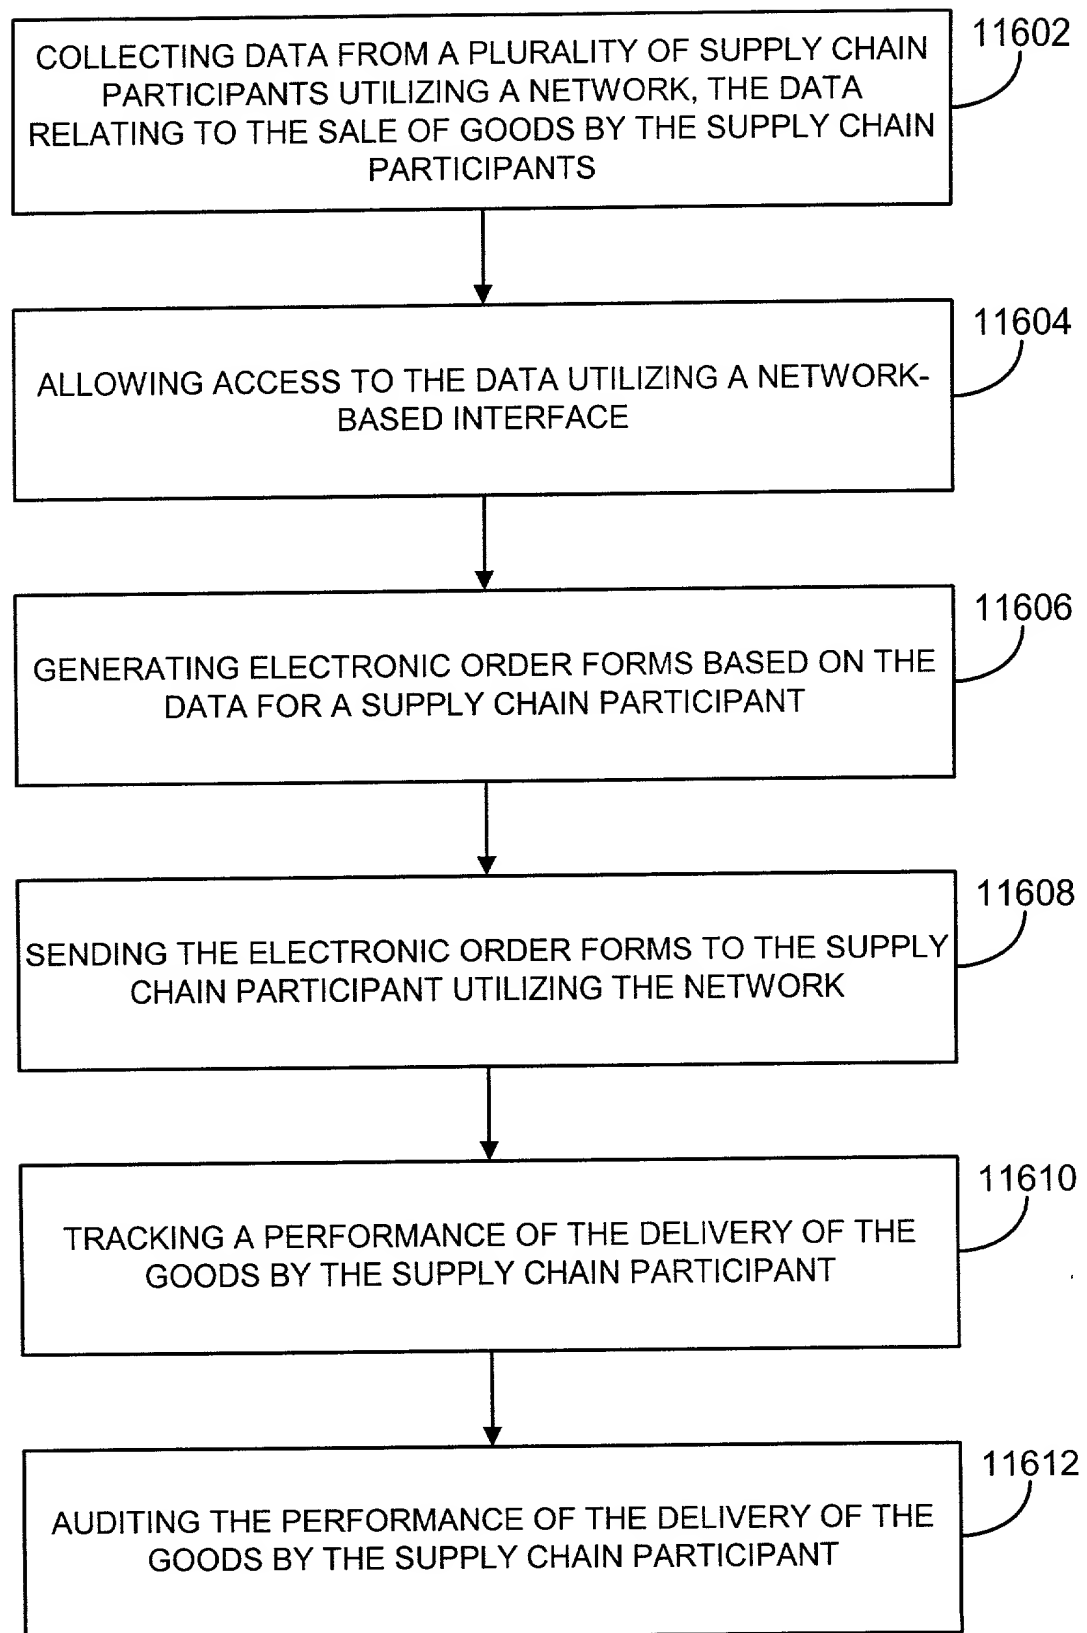 11602
COLLECTING DATA FROM A PLURALITY OF SUPPLY CHAIN
PARTICIPANTS UTILIZING A NETWORK, THE DATA
RELATING TO THE SALE OF GOODS BY THE SUPPLY CHAIN
PARTICIPANTS
11604
ALLOWING ACCESS TO THE DATA UTILIZING A NETWORK-
BASED INTERFACE
11606
GENERATING ELECTRONIC ORDER FORMS BASED ON THE
DATA FOR A SUPPLY CHAIN PARTICIPANT
11608
SENDING THE ELECTRONIC ORDER FORMS TO THE SUPPLY
CHAIN PARTICIPANT UTILIZING THE NETWORK
11610
TRACKING A PERFORMANCE OF THE DELIVERY OF THE
GOODS BY THE SUPPLY CHAIN PARTICIPANT
11612
AUDITING THE PERFORMANCE OF THE DELIVERY OF THE
GOODS BY THE SUPPLY CHAIN PARTICIPANT